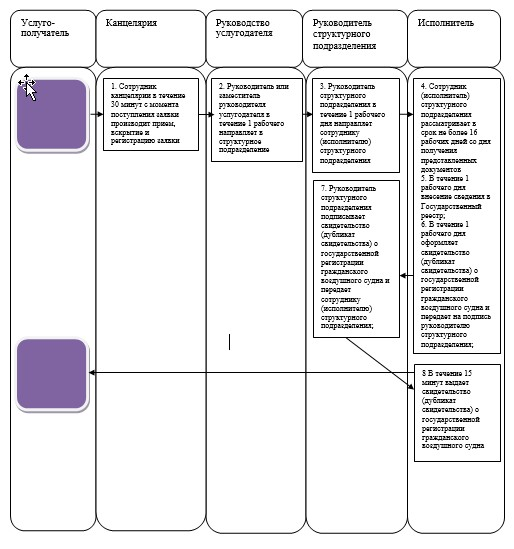 Услуго-
получатель
Канцелярия
Руководство
услугодателя
Руководитель
структурного
подразделения
Исполнитель
1. Сотрудник
канцелярии в течение
30 минут с момента
поступления заявки
производит прием,
вскрытие и
регистрацию заявки
2. Руководитель или
заместитель
руководителя
услугодателя в
течение 1 рабочего
направляет в
структурное
подразделение
3. Руководитель
структурного
подразделения в
течение 1 рабочего
дня направляет
сотруднику
(исполнителю)
структурного
подразделения
4. Сотрудник
(исполнитель)
структурного
подразделения
рассматривает в
срок не более 16
рабочих дней со дня
получения
представленных
документов
5. В течение 1
рабочего дня
внесение сведения в
Государственный
реестр;
6. В течение 1
рабочего дня
оформляет
свидетельство
(дубликат
свидетельства) о
государственной
регистрации
гражданского
воздушного судна и
передает на подпись
руководителю
структурного
подразделения;
7. Руководитель
структурного
подразделения
подписывает
свидетельство
(дубликат
свидетельства) о
государственной
регистрации
гражданского
воздушного судна и
передает
сотруднику
(исполнителю)
структурного
подразделения;
8 В течение 15
минут выдает
свидетельство
(дубликат
свидетельства) о
государственной
регистрации
гражданского
воздушного судна